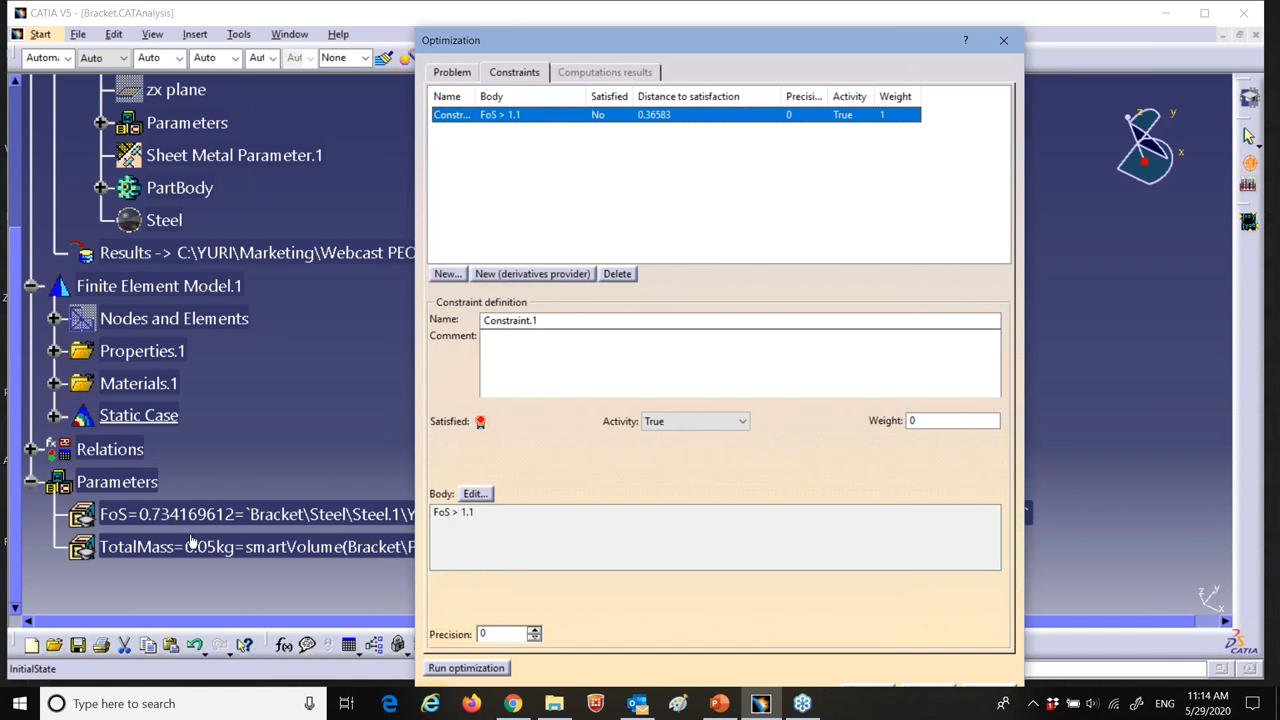 CATIA V5 - [Bracket.CATAnalysis]
Start File Edit View Insert Tools Window Help
Auto Auto Auto None
zx plane
Parameters
Sheet Metal Parameter.1
PartBody
Steel
Results -> C:\YURI\Marketing\Webcast PEO
Finite Element Model.1
Nodes and Elements
Properties.1
Materials.1
Static Case
Relations
Parameters
FoS=0.734169612=`Bracket\Steel\Steel.1\Y
TotalMass=0.05kg=smartVolume(Bracket\P
Optimization
?
Problem Constraints Computations results
Name Body Satisfied Distance to satisfaction Precisi... Activity Weight
Constr... FoS > 1.1 No 0.36583 0 True 1
New... New (derivatives provider) Delete
Constraint definition
Name: Constraint.1
Comment:
Satisfied: Activity: True Weight: 0
Body: Edit...
FoS > 1.1
Precision: 0
Run optimization
z y
x
z y
x
CATIA
InitialState
Type here to search
ENG
11:14 AM
5/29/2020